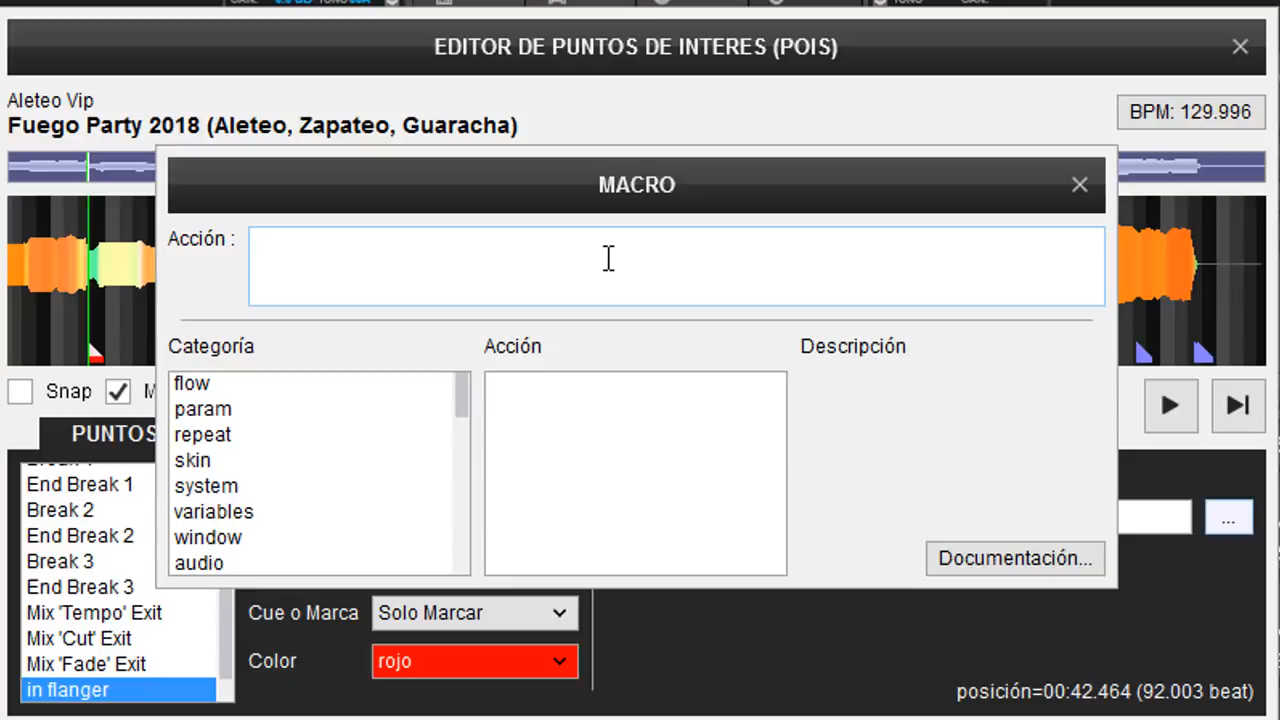 EDITOR DE PUNTOS DE INTERES (POIS)
Aleteo Vip
Fuego Party 2018 (Aleteo, Zapateo, Guaracha)
BPM: 129.996
MACRO
Acción :
Categoría
Acción
Descripción
flow
param
repeat
skin
system
variables
window
audio
Documentación...
Snap
PUNTOS
End Break 1
Break 2
End Break 2
Break 3
End Break 3
Mix 'Tempo' Exit
Mix 'Cut' Exit
Mix 'Fade' Exit
in flanger
...
Cue o Marca
Solo Marcar
Color
rojo
posición=00:42.464 (92.003 beat)